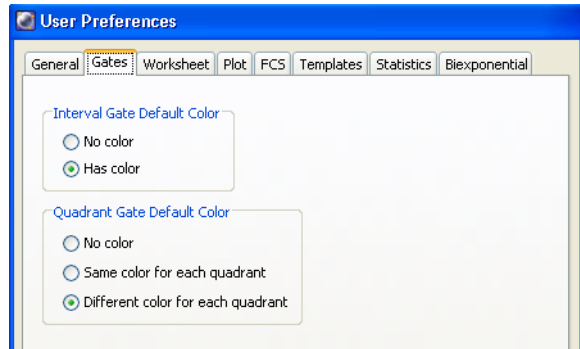 User Preferences
General Gates Worksheet Plot FCS Templates Statistics Biexponential
Interval Gate Default Color
No color
Has color
Quadrant Gate Default Color
No color
Same color for each quadrant
Different color for each quadrant